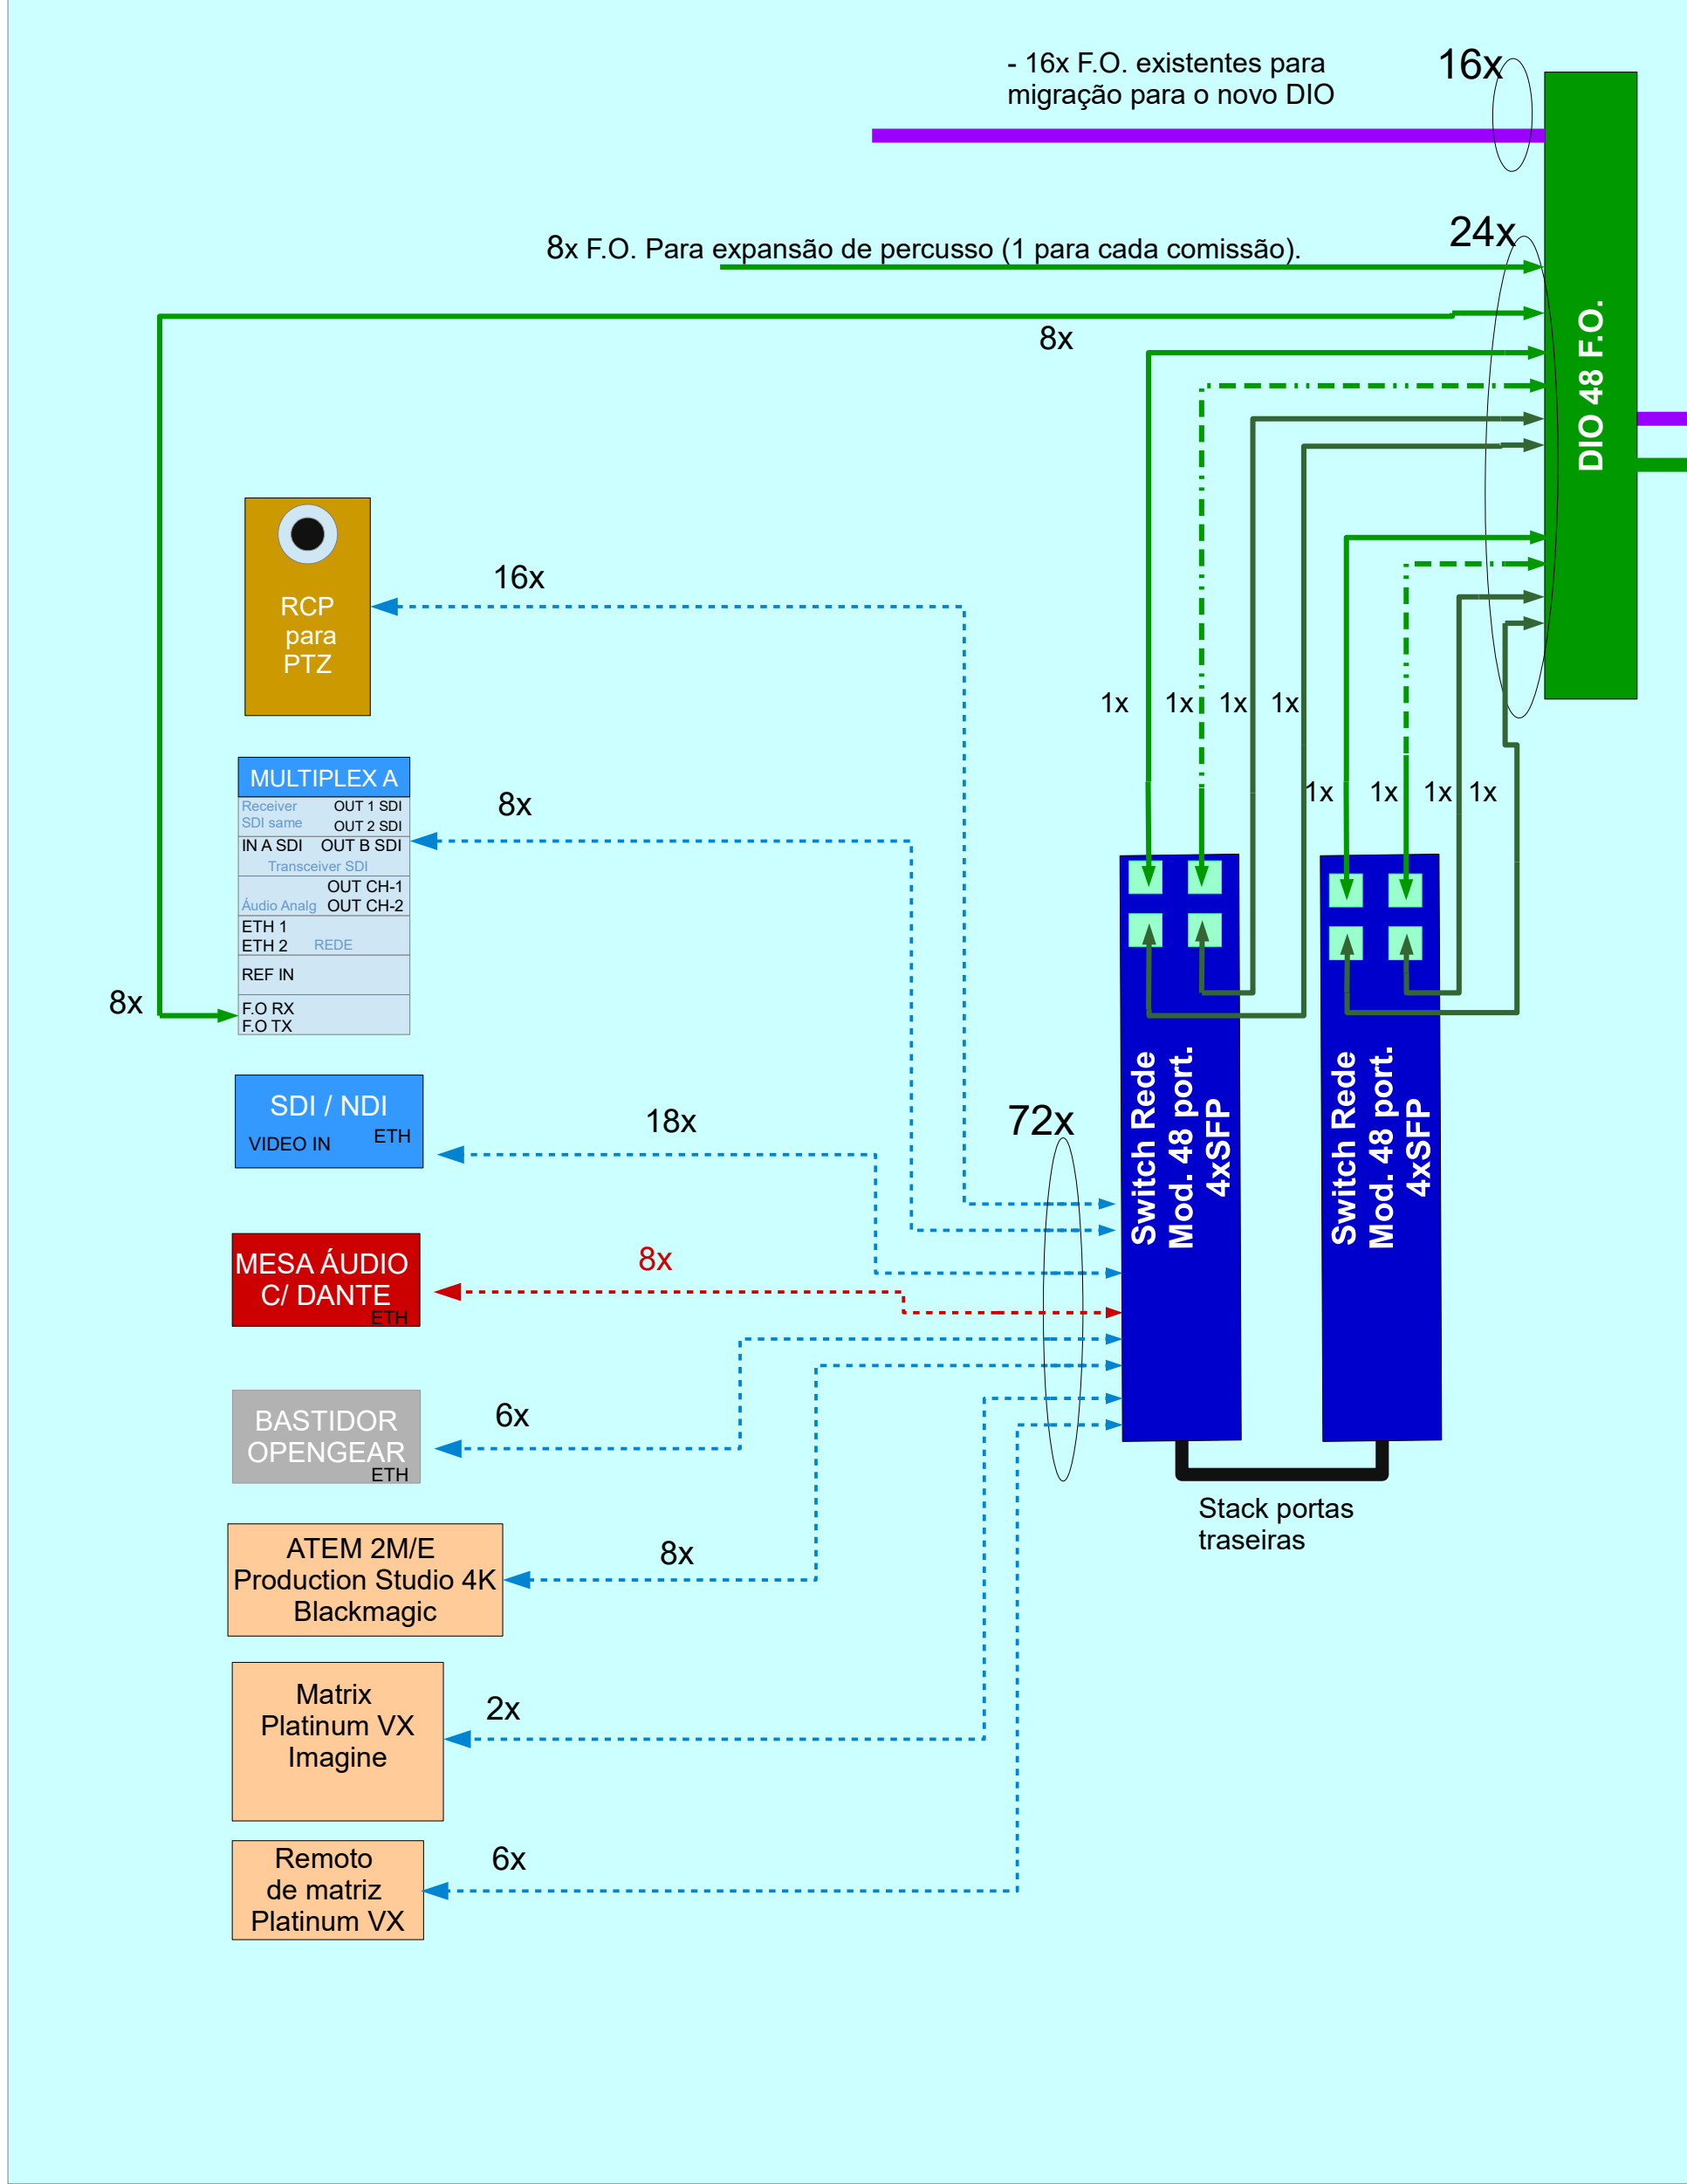 - 16x F.O. existentes para
migração para o novo DIO
16x
8x F.O. Para expansão de percusso (1 para cada comissão).
24x
8x
DIO 48 F.O.
RCP
para
PTZ
16x
1x 1x 1x 1x
1x 1x 1x 1x
MULTIPLEX A
Receiver OUT 1 SDI
SDI same OUT 2 SDI
IN A SDI OUT B SDI
Transceiver SDI
OUT CH-1
Áudio Analg OUT CH-2
ETH 1
ETH 2 REDE
REF IN
F.O RX
F.O TX
8x
8x
SDI / NDI
VIDEO IN ETH
18x
72x
Switch Rede
Mod. 48 port.
4xSFP
Switch Rede
Mod. 48 port.
4xSFP
MESA ÁUDIO
C/ DANTE
ETH
8x
BASTIDOR
OPENGEAR
ETH
6x
Stack portas
traseiras
ATEM 2M/E
Production Studio 4K
Blackmagic
8x
Matrix
Platinum VX
Imagine
2x
Remoto
de matriz
Platinum VX
6x